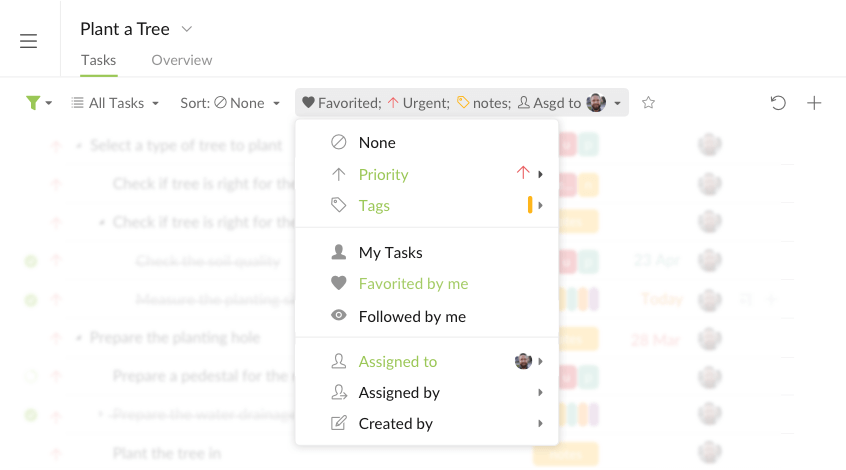 Plant a Tree
Tasks Overview
All Tasks Sort: None Favorited; Urgent; notes; Asgd to
None
Priority
Tags
My Tasks
Favorited by me
Followed by me
Assigned to
Assigned by
Created by
Select a type of tree to plant
Check if tree is right for the
Check if tree is right for the
Check the soil quality 23 Apr
Measure the planting Today
Prepare the planting hole 28 Mar
Prepare a pedestal for the
Prepare the water drainage
Plant the tree in